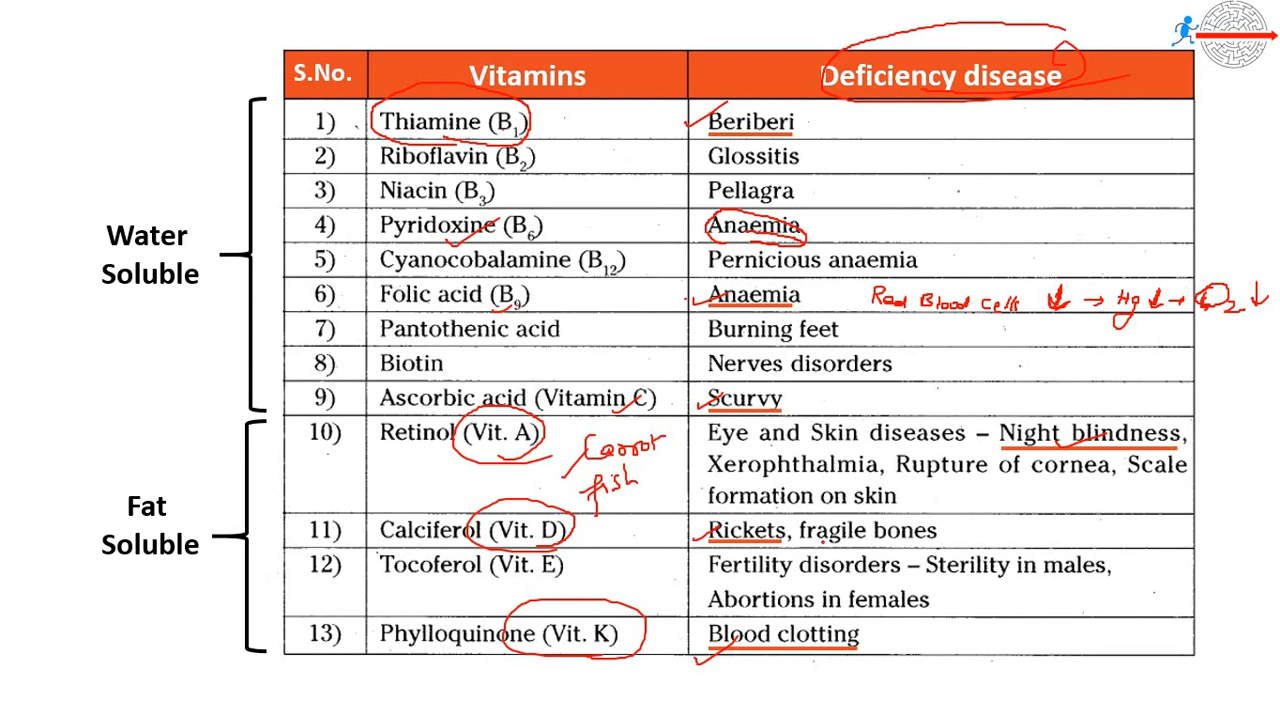 S.No. Vitamins Deficiency disease
1) Thiamine (B1) Beriberi
2) Riboflavin (B2) Glossitis
3) Niacin (B3) Pellagra
Water Soluble
4) Pyridoxine (B6) Anaemia
5) Cyanocobalamine (B12) Pernicious anaemia
6) Folic acid (B9) Anaemia Red Blood Cells ↓ → Hg ↓ → O2 ↓
7) Pantothenic acid Burning feet
8) Biotin Nerves disorders
9) Ascorbic acid (Vitamin C) Scurvy
10) Retinol (Vit. A) Eye and Skin diseases – Night blindness,
Carrot
Xerophthalmia, Rupture of cornea, Scale
fish
formation on skin
Fat Soluble
11) Calciferol (Vit. D) Rickets, fragile bones
12) Tocoferol (Vit. E) Fertility disorders – Sterility in males,
Abortions in females
13) Phylloquinone (Vit. K) Blood clotting